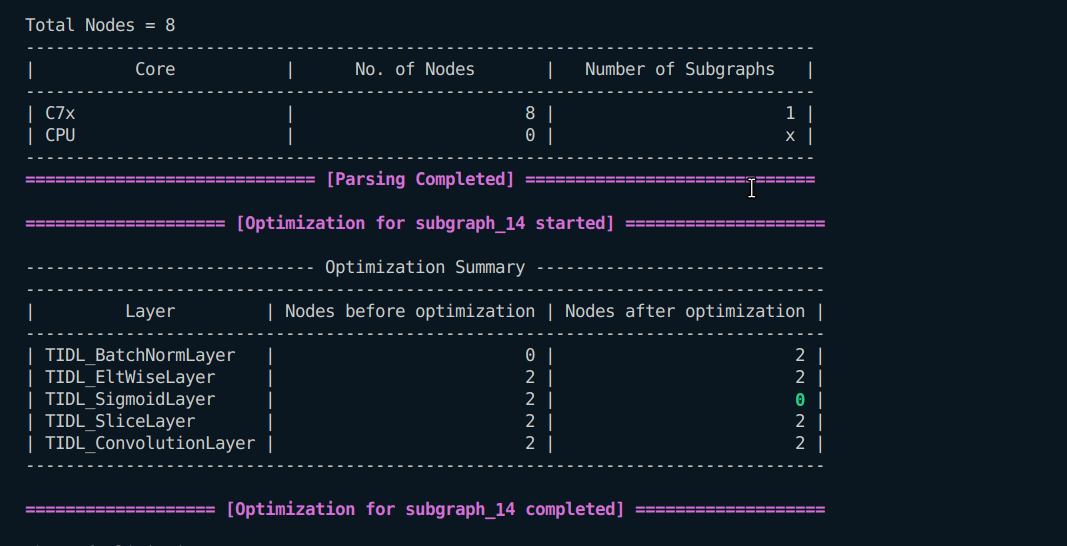 Total Nodes = 8
-------------------------------------------------------------------------------
|          Core           |      No. of Nodes       |   Number of Subgraphs   |
-------------------------------------------------------------------------------
| C7x                     |                       8 |                       1 |
| CPU                     |                       0 |                       x |
-------------------------------------------------------------------------------
============================= [Parsing Completed] =============================
==================== [Optimization for subgraph_14 started] ====================
----------------------------- Optimization Summary -----------------------------
--------------------------------------------------------------------------------
|         Layer         | Nodes before optimization | Nodes after optimization |
--------------------------------------------------------------------------------
| TIDL_BatchNormLayer   |                         0 |                        2 |
| TIDL_EltWiseLayer     |                         2 |                        2 |
| TIDL_SigmoidLayer     |                         2 |                        0 |
| TIDL_SliceLayer       |                         2 |                        2 |
| TIDL_ConvolutionLayer |                         2 |                        2 |
--------------------------------------------------------------------------------
=================== [Optimization for subgraph_14 completed] ===================